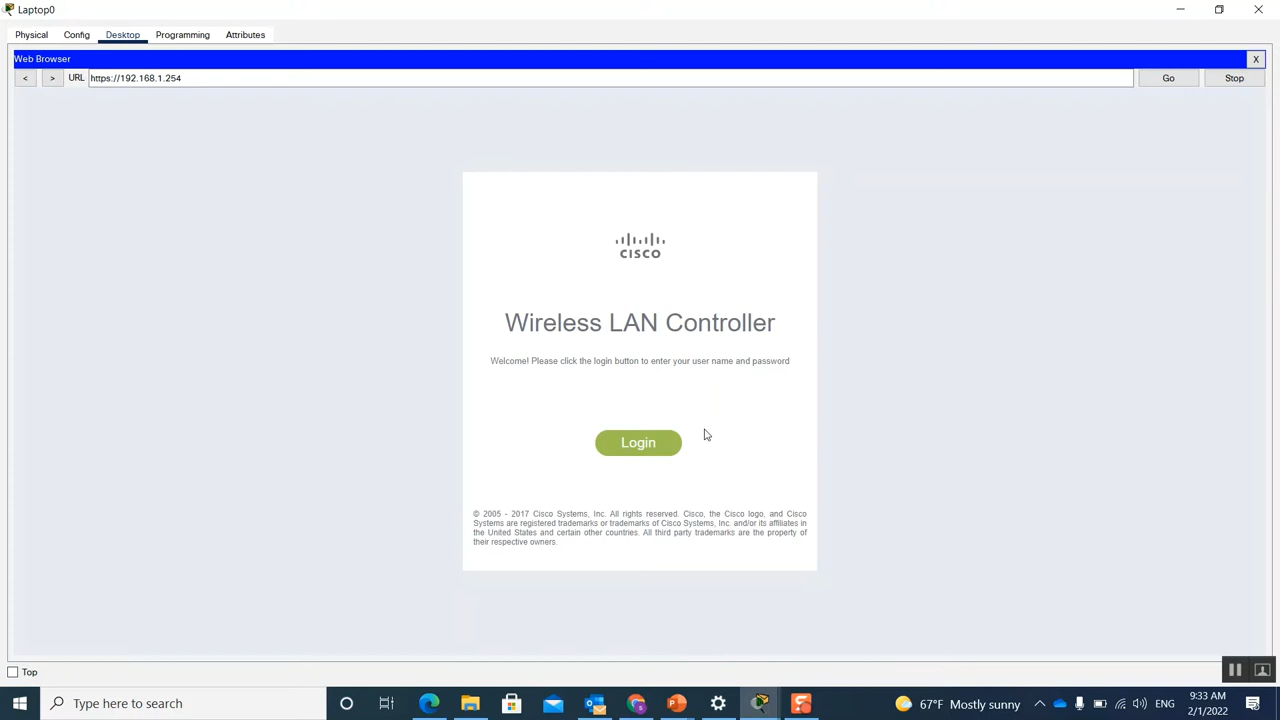 Laptop0
Physical Config Desktop Programming Attributes
Web Browser X
< > URL https://192.168.1.254 Go Stop
CISCO
Wireless LAN Controller
Welcome! Please click the login button to enter your user name and password
Login
© 2005 - 2017 Cisco Systems, Inc. All rights reserved. Cisco, the Cisco logo, and Cisco
Systems are registered trademarks or trademarks of Cisco Systems, Inc. and/or its affiliates in
the United States and certain other countries. All third party trademarks are the property of
their respective owners.
Top
Type here to search
67°F Mostly sunny
ENG
9:33 AM
2/1/2022